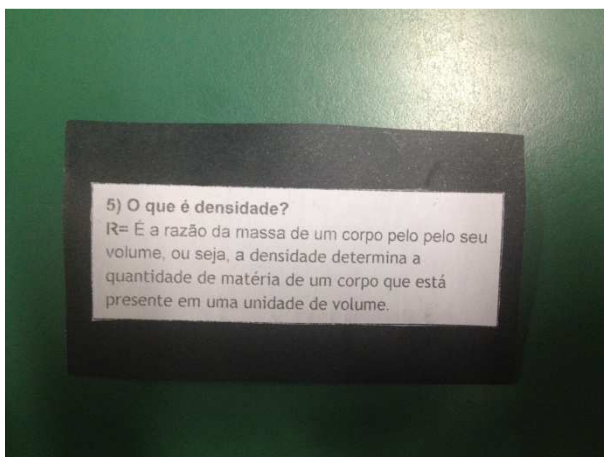 5) O que é densidade?
R= É a razão da massa de um corpo pelo pelo seu
volume, ou seja, a densidade determina a
quantidade de matéria de um corpo que está
presente em uma unidade de volume.